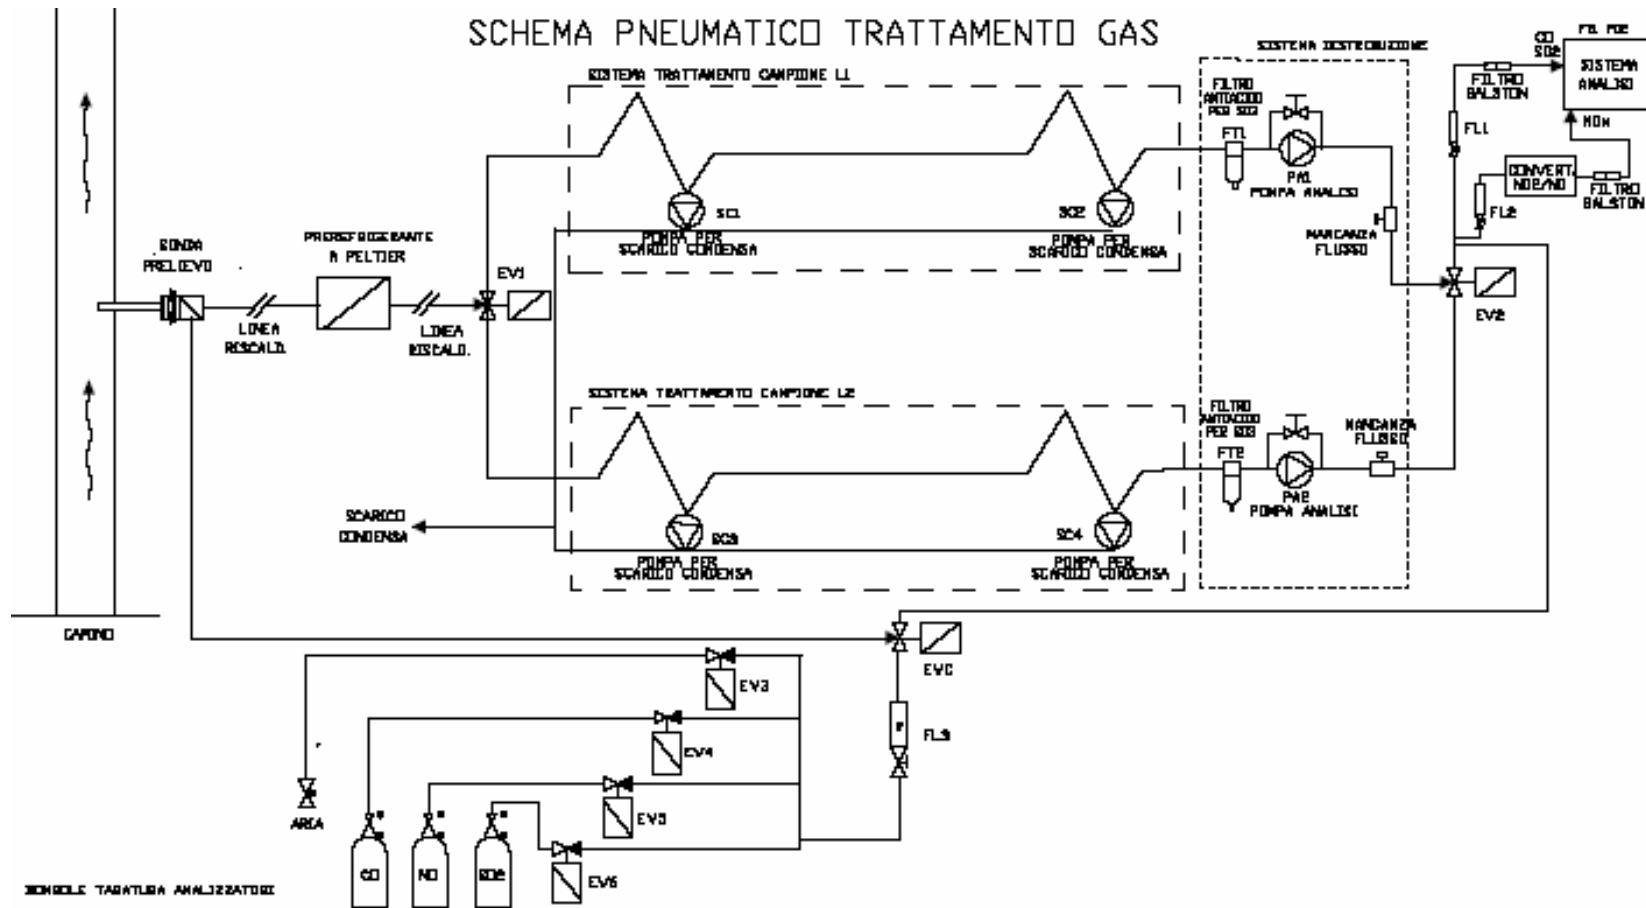 SCHEMA PNEUMATICO TRATTAMENTO GAS
SISTEMA TRATTAMENTO CAMPIONE L1
SISTEMA DISTRIBUZIONE
CO
SO2
SISTEMA
ANALISI
FILTRO
BALSTON
FILTRO
ANTIACIDO
PER SO3
FT1
PA1
POMPA ANALISI
FL1
NOX
CONVERT.
NO2/NO
FILTRO
BALSTON
FL2
MANCANZA
FLUSSO
SC1
POMPA PER
SCARICO CONDENSA
SC2
POMPA PER
SCARICO CONDENSA
SONDA
PRELIEVO
PREREFRIGERANTE
A PELTIER
EV1
EV2
LINEA
RISCALD.
LINEA
RISCALD.
SISTEMA TRATTAMENTO CAMPIONE L2
FILTRO
ANTIACIDO
PER SO3
FT2
PA2
POMPA ANALISI
MANCANZA
FLUSSO
SCARICO
CONDENSA
SC3
POMPA PER
SCARICO CONDENSA
SC4
POMPA PER
SCARICO CONDENSA
CAMINO
EVC
EV3
FL3
EV4
ARIA
EV5
CO
NO
SO2
EV6
TARATURA ANALIZZATORI